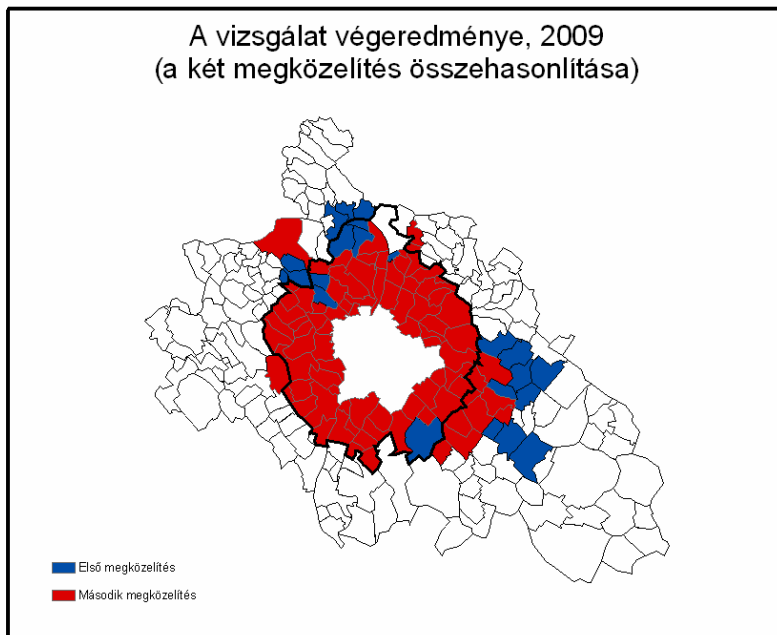 A vizsgálat végeredménye, 2009
(a két megközelítés összehasonlítása)
Első megközelítés
Második megközelítés